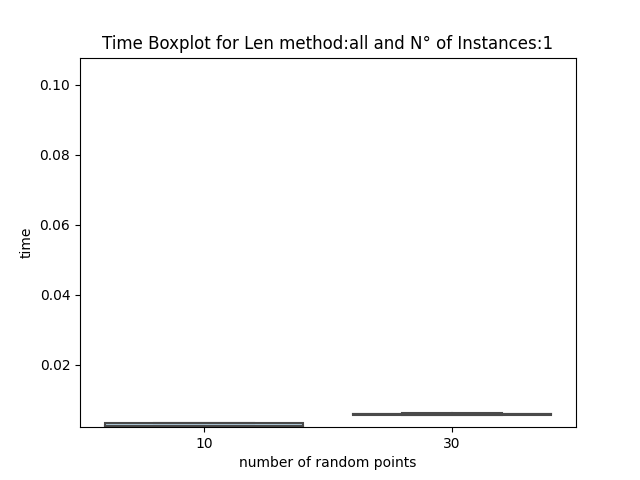 Time Boxplot for Len method:all and N° of Instances:1
0.10
0.08
0.06
0.04
0.02
time
10 30
number of random points